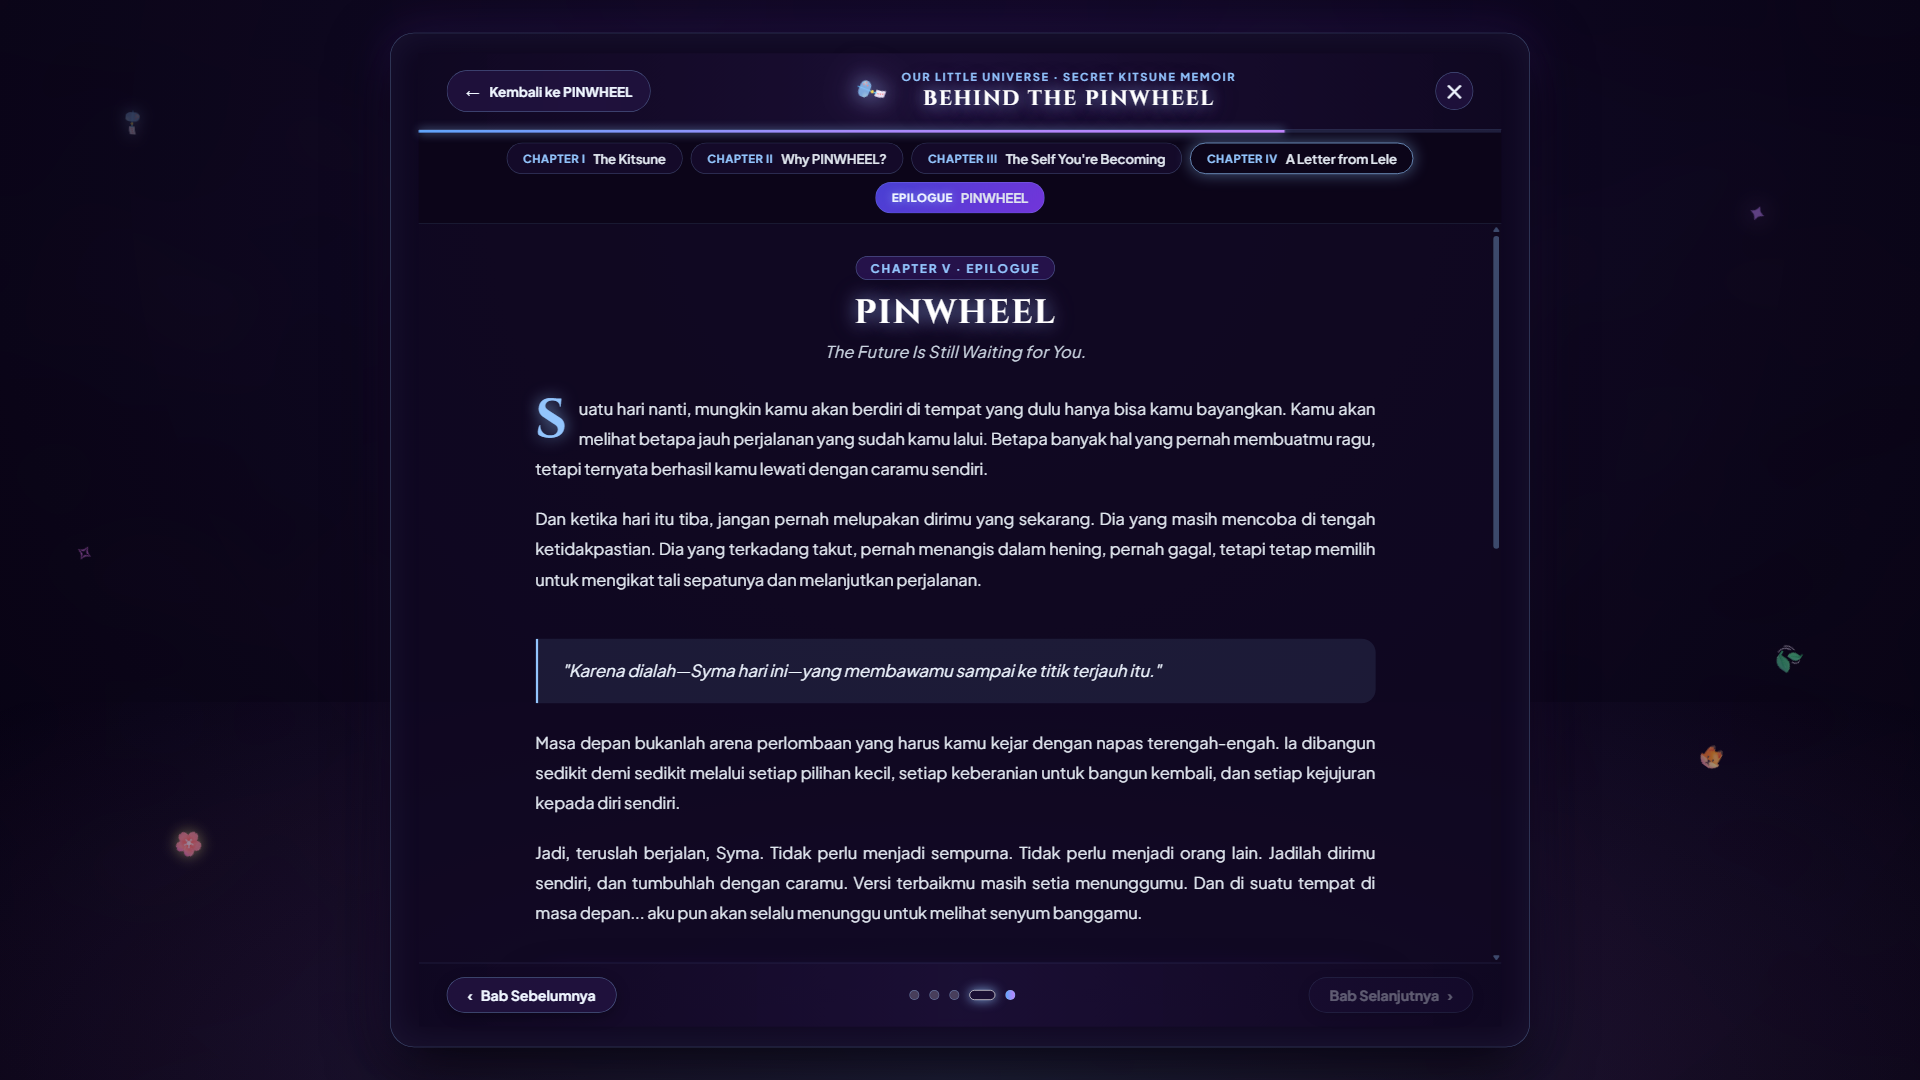 ← Kembali ke PINWHEEL
OUR LITTLE UNIVERSE · SECRET KITSUNE MEMOIR
BEHIND THE PINWHEEL
CHAPTER I The Kitsune
CHAPTER II Why PINWHEEL?
CHAPTER III The Self You're Becoming
CHAPTER IV A Letter from Lele
EPILOGUE PINWHEEL
CHAPTER V · EPILOGUE
PINWHEEL
The Future Is Still Waiting for You.
Suatu hari nanti, mungkin kamu akan berdiri di tempat yang dulu hanya bisa kamu bayangkan. Kamu akan
melihat betapa jauh perjalanan yang sudah kamu lalui. Betapa banyak hal yang pernah membuatmu ragu,
tetapi ternyata berhasil kamu lewati dengan caramu sendiri.
Dan ketika hari itu tiba, jangan pernah melupakan dirimu yang sekarang. Dia yang masih mencoba di tengah
ketidakpastian. Dia yang terkadang takut, pernah menangis dalam hening, pernah gagal, tetapi tetap memilih
untuk mengikat tali sepatunya dan melanjutkan perjalanan.
"Karena dialah—Syma hari ini—yang membawamu sampai ke titik terjauh itu."
Masa depan bukanlah arena perlombaan yang harus kamu kejar dengan napas terengah-engah. Ia dibangun
sedikit demi sedikit melalui setiap pilihan kecil, setiap keberanian untuk bangun kembali, dan setiap kejujuran
kepada diri sendiri.
Jadi, teruslah berjalan, Syma. Tidak perlu menjadi sempurna. Tidak perlu menjadi orang lain. Jadilah dirimu
sendiri, dan tumbuhlah dengan caramu. Versi terbaikmu masih setia menunggumu. Dan di suatu tempat di
masa depan... aku pun akan selalu menunggu untuk melihat senyum banggamu.
‹ Bab Sebelumnya
Bab Selanjutnya ›